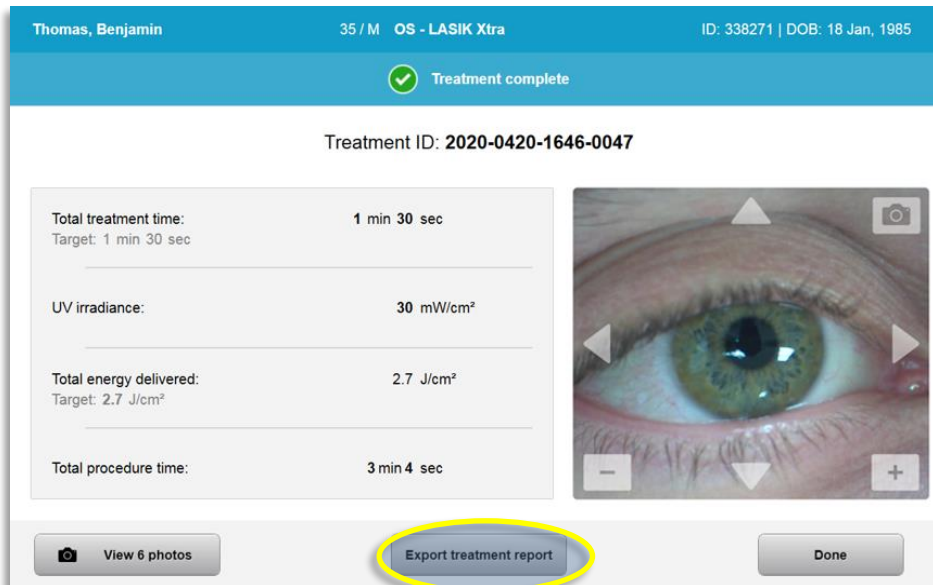 Thomas, Benjamin 35 / M OS - LASIK Xtra ID: 338271 | DOB: 18 Jan, 1985
Treatment complete
Treatment ID: 2020-0420-1646-0047
Total treatment time: 1 min 30 sec
Target: 1 min 30 sec
UV irradiance: 30 mW/cm²
Total energy delivered: 2.7 J/cm²
Target: 2.7 J/cm²
Total procedure time: 3 min 4 sec
View 6 photos Export treatment report Done